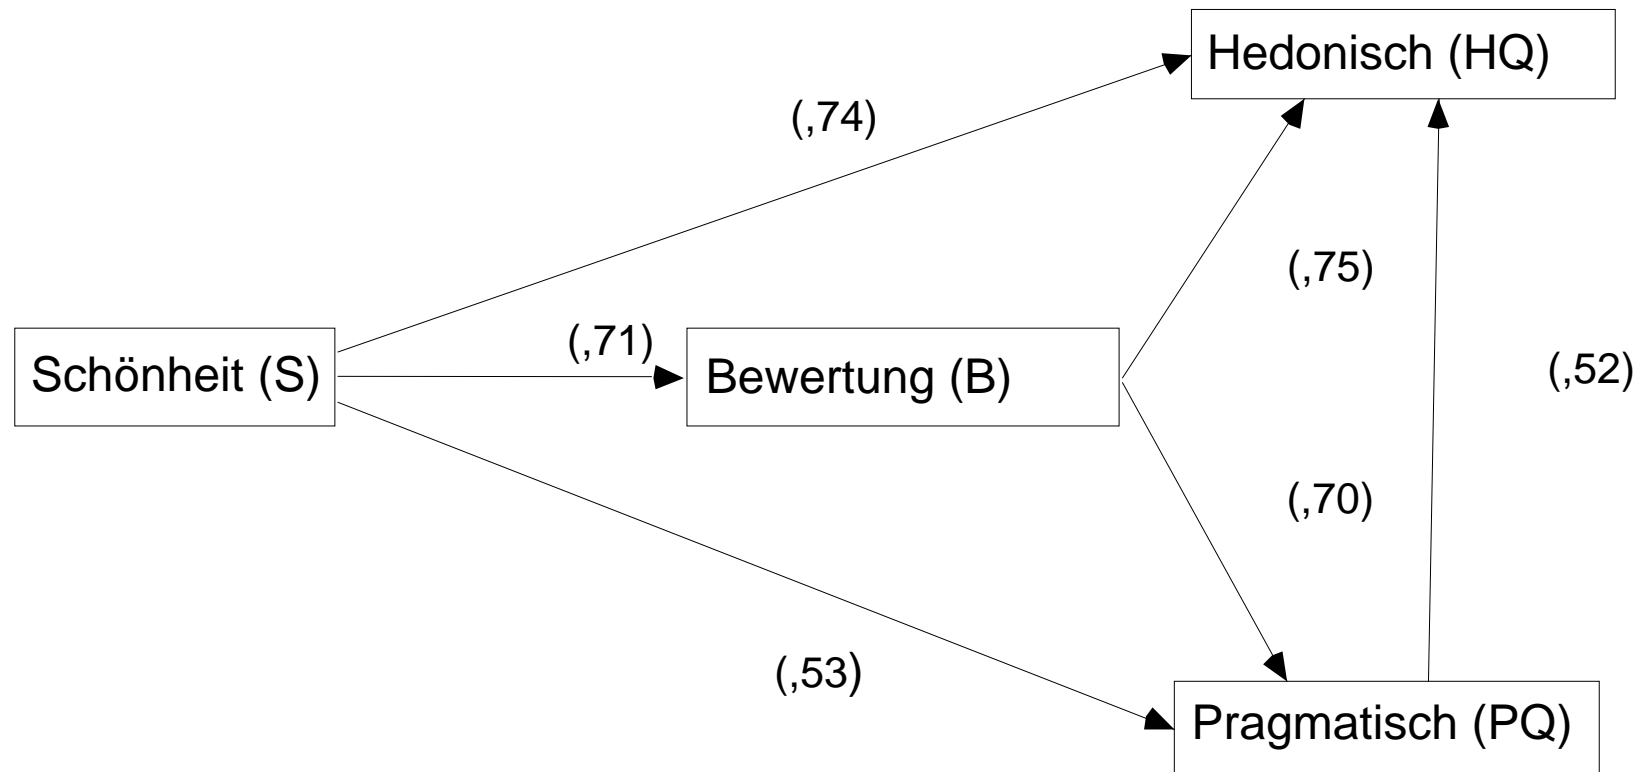 Hedonisch (HQ)
(,74)
(,75)
(,71)
Schönheit (S)
Bewertung (B)
(,52)
(,70)
(,53)
Pragmatisch (PQ)